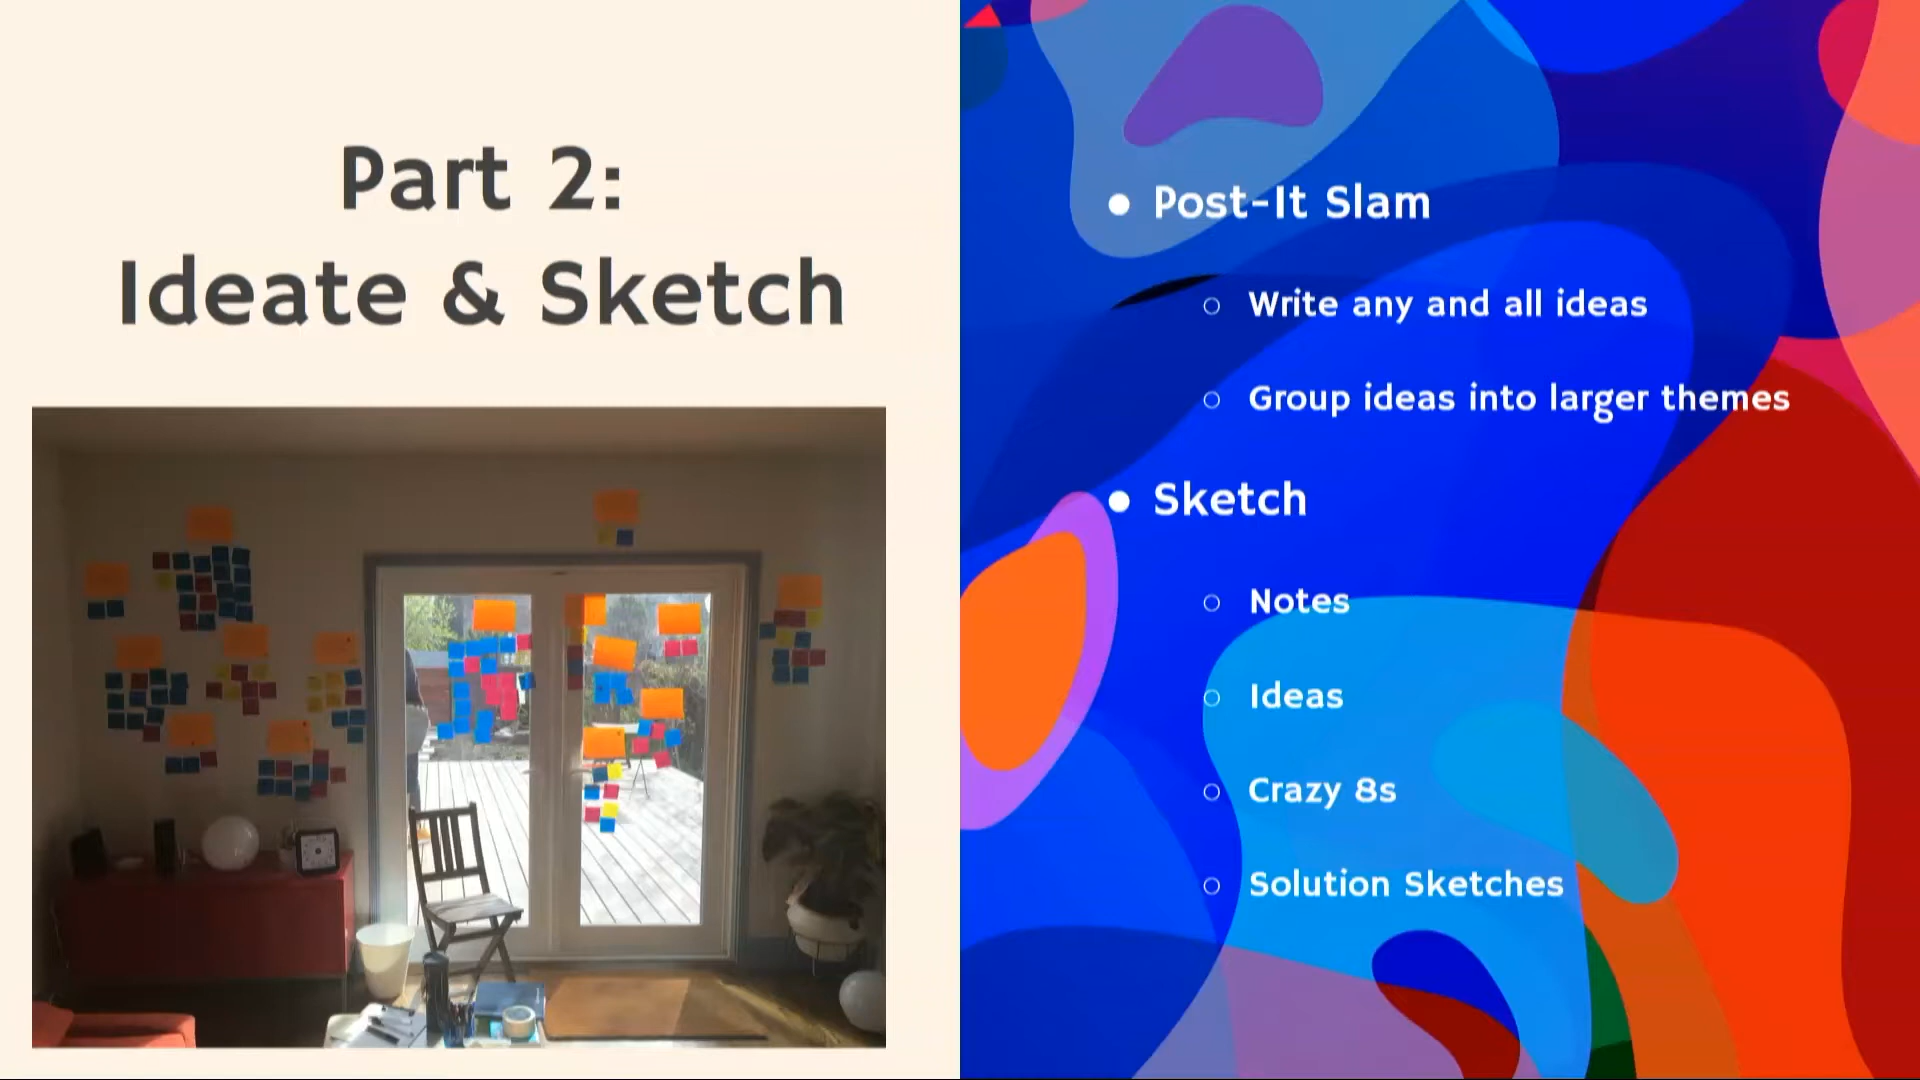 Part 2:
Ideate & Sketch
● Post-It Slam
○ Write any and all ideas
○ Group ideas into larger themes
● Sketch
○ Notes
○ Ideas
○ Crazy 8s
○ Solution Sketches